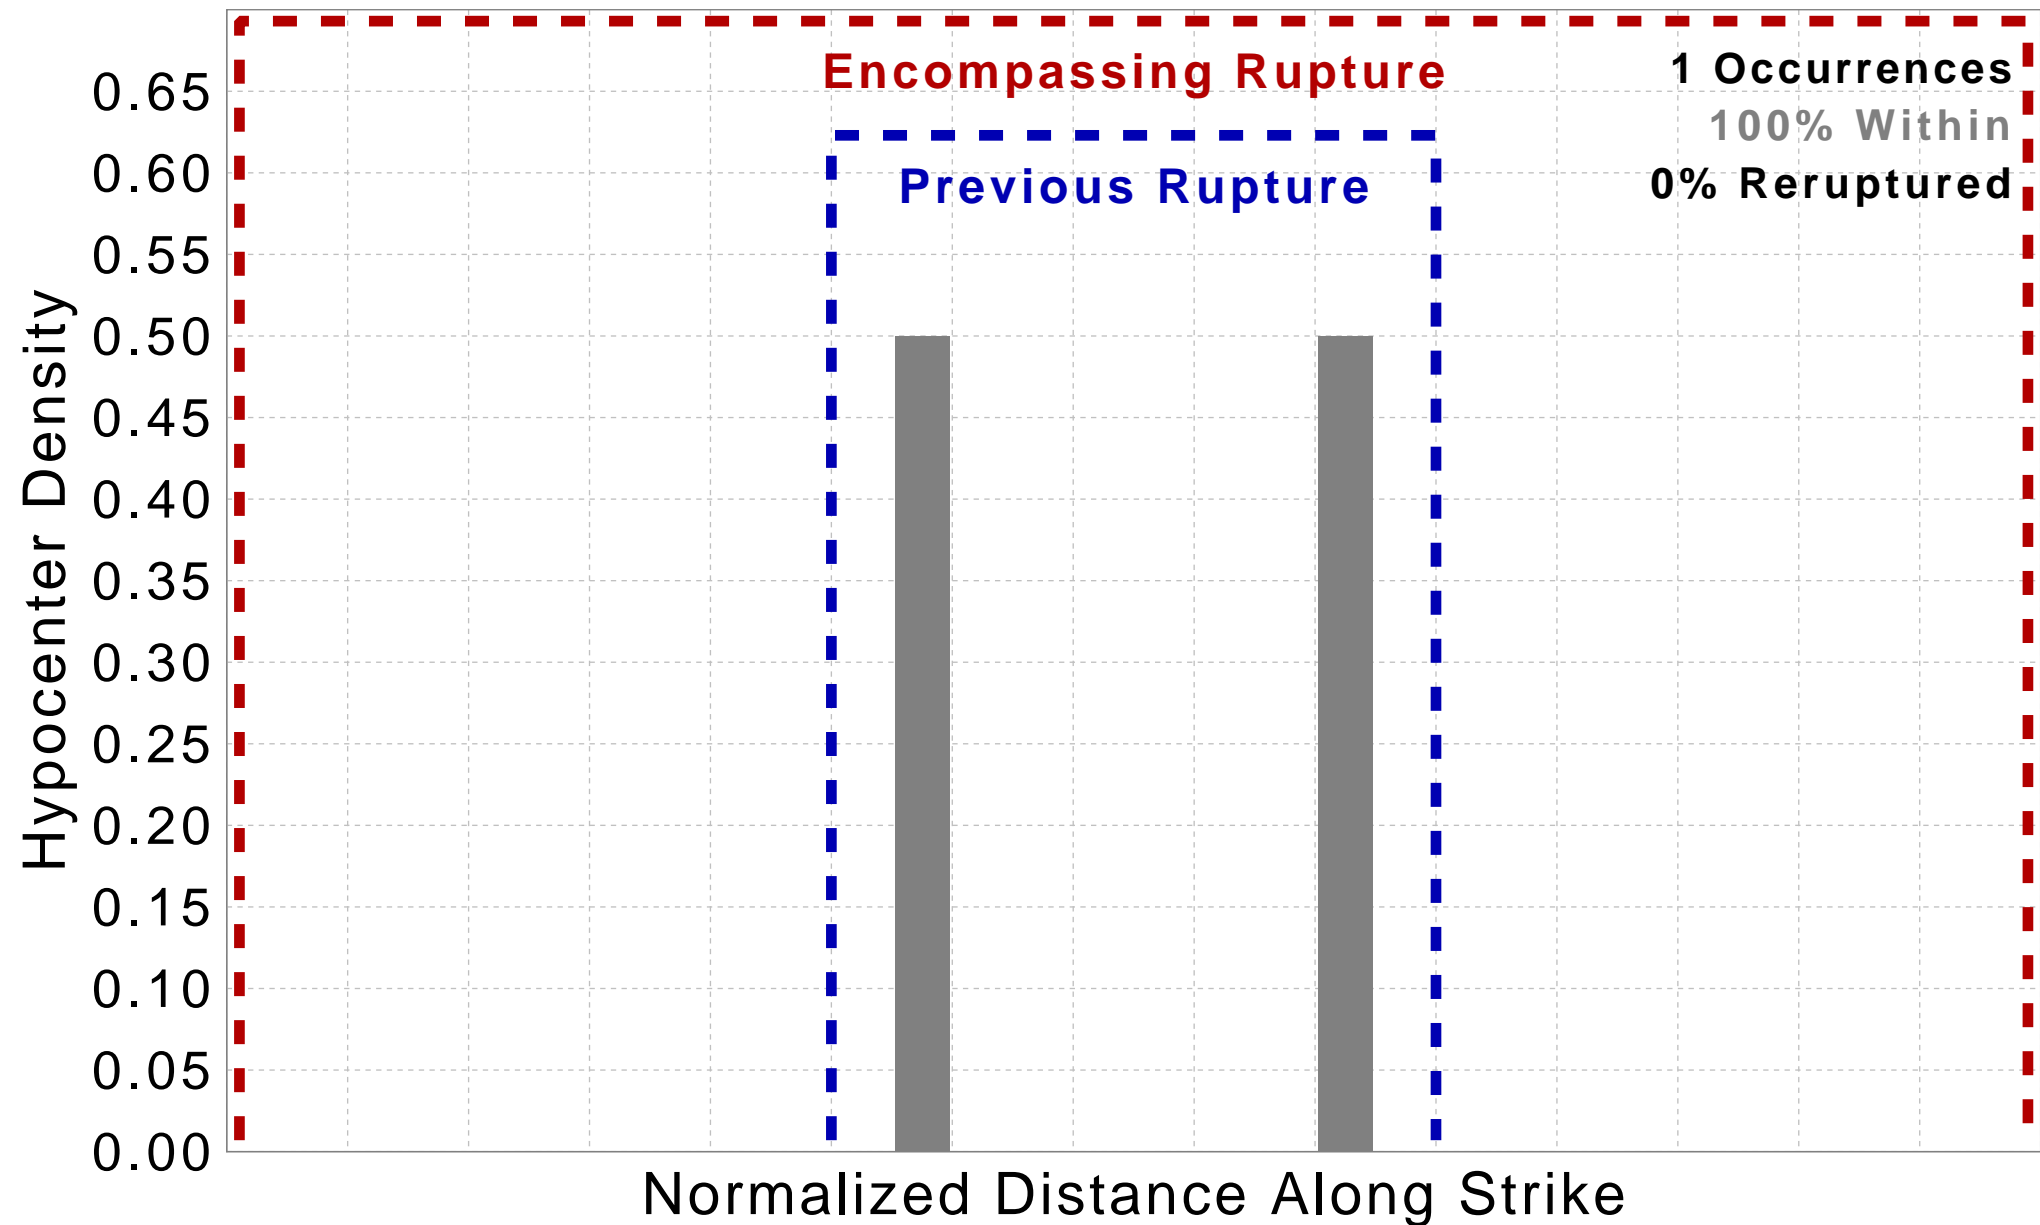 Encompassing Rupture
1 Occurrences
100% Within
Previous Rupture
0% Reruptured
Hypocenter Density
0.65
0.60
0.55
0.50
0.45
0.40
0.35
0.30
0.25
0.20
0.15
0.10
0.05
0.00
Normalized Distance Along Strike